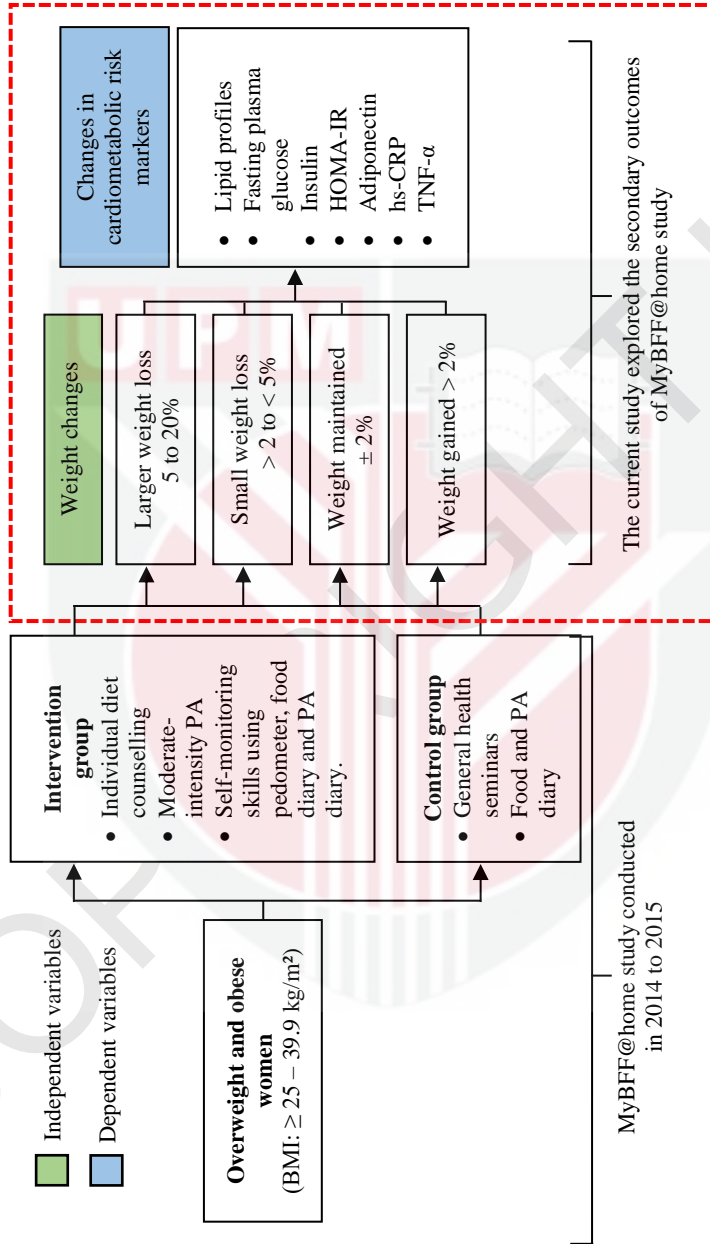 Independent variables
Dependent variables
Overweight and obese
women
(BMI: ≥ 25 – 39.9 kg/m²)
Intervention
group
• Individual diet
counselling
• Moderate-
intensity PA
• Self-monitoring
skills using
pedometer, food
diary and PA
diary.
Control group
• General health
seminars
• Food and PA
diary
MyBFF@home study conducted
in 2014 to 2015
Weight changes
Larger weight loss
5 to 20%
Small weight loss
> 2 to < 5%
Weight maintained
± 2%
Weight gained > 2%
Changes in
cardiometabolic risk
markers
• Lipid profiles
• Fasting plasma
glucose
• Insulin
• HOMA-IR
• Adiponectin
• hs-CRP
• TNF-α
The current study explored the secondary outcomes
of MyBFF@home study
UPM
COPYRIGHT